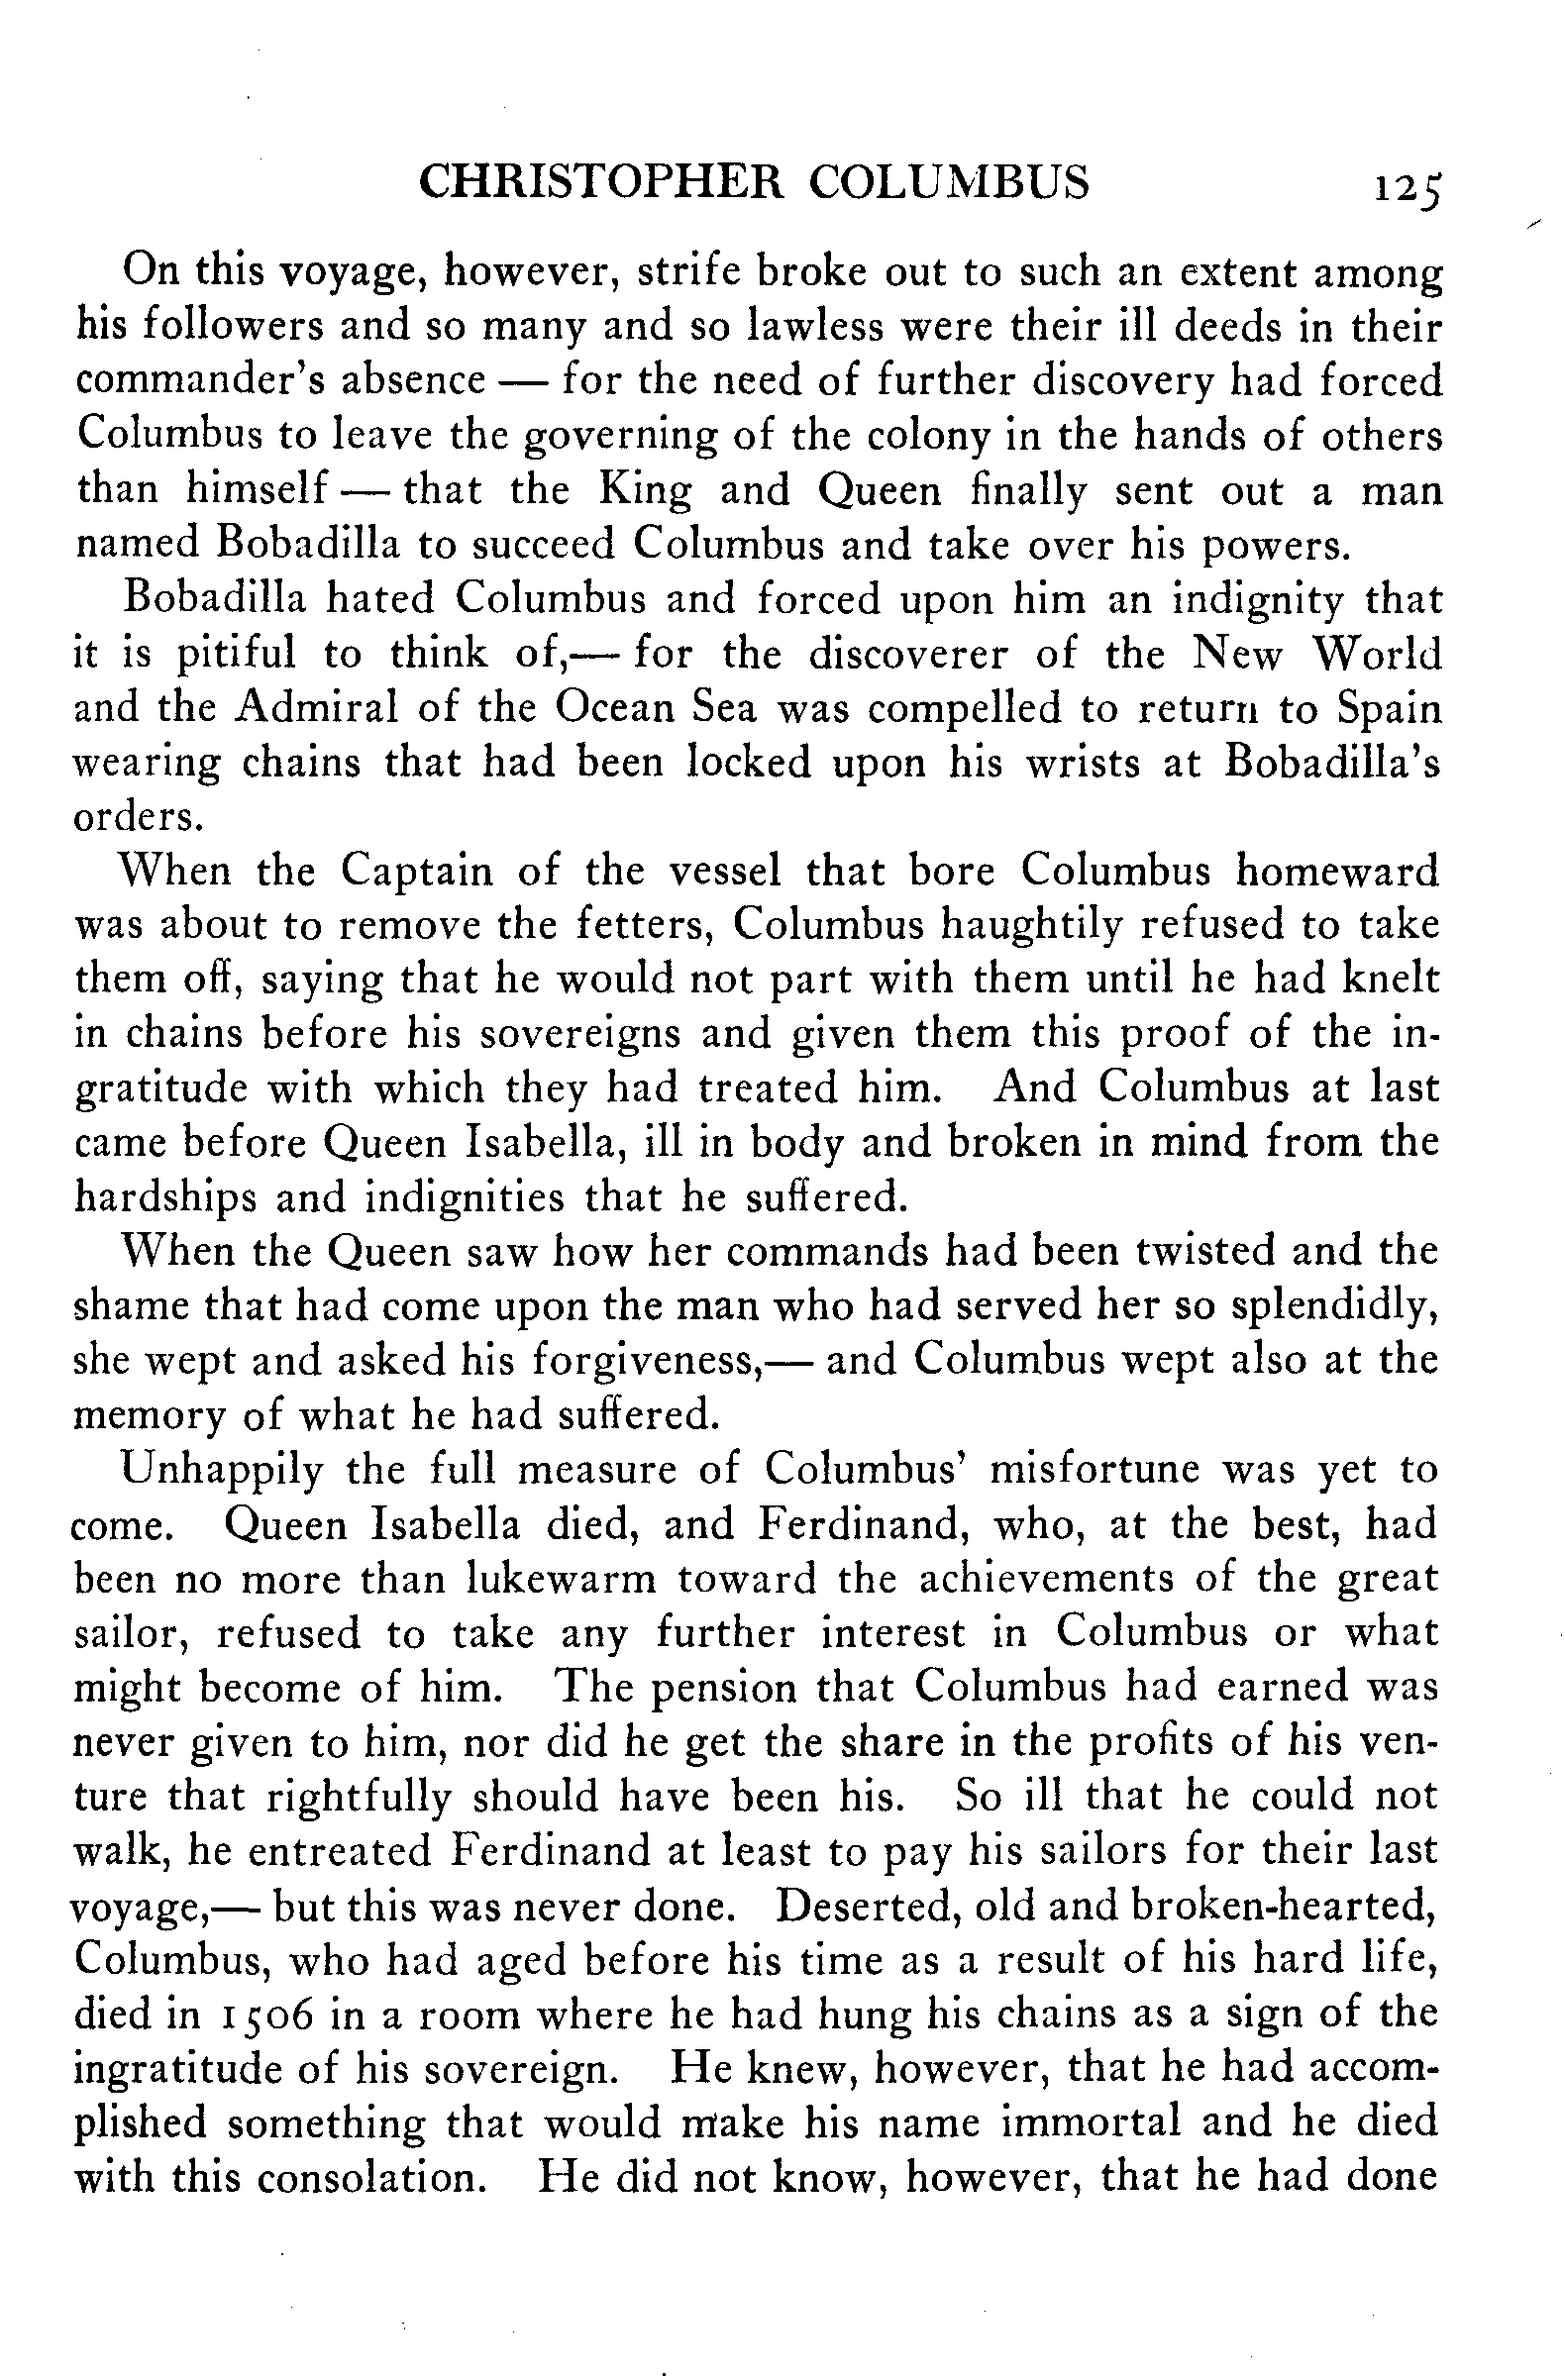 CHRISTOPHER COLUMBUS 125
On this voyage, however, strife broke out to such an extent among
his followers and so many and so lawless were their ill deeds in their
commander's absence — for the need of further discovery had forced
Columbus to leave the governing of the colony in the hands of others
than himself — that the King and Queen finally sent out a man
named Bobadilla to succeed Columbus and take over his powers.
Bobadilla hated Columbus and forced upon him an indignity that
it is pitiful to think of,— for the discoverer of the New World
and the Admiral of the Ocean Sea was compelled to return to Spain
wearing chains that had been locked upon his wrists at Bobadilla's
orders.
When the Captain of the vessel that bore Columbus homeward
was about to remove the fetters, Columbus haughtily refused to take
them off, saying that he would not part with them until he had knelt
in chains before his sovereigns and given them this proof of the in-
gratitude with which they had treated him. And Columbus at last
came before Queen Isabella, ill in body and broken in mind from the
hardships and indignities that he suffered.
When the Queen saw how her commands had been twisted and the
shame that had come upon the man who had served her so splendidly,
she wept and asked his forgiveness,— and Columbus wept also at the
memory of what he had suffered.
Unhappily the full measure of Columbus' misfortune was yet to
come. Queen Isabella died, and Ferdinand, who, at the best, had
been no more than lukewarm toward the achievements of the great
sailor, refused to take any further interest in Columbus or what
might become of him. The pension that Columbus had earned was
never given to him, nor did he get the share in the profits of his ven-
ture that rightfully should have been his. So ill that he could not
walk, he entreated Ferdinand at least to pay his sailors for their last
voyage,— but this was never done. Deserted, old and broken-hearted,
Columbus, who had aged before his time as a result of his hard life,
died in 1506 in a room where he had hung his chains as a sign of the
ingratitude of his sovereign. He knew, however, that he had accom-
plished something that would make his name immortal and he died
with this consolation. He did not know, however, that he had done